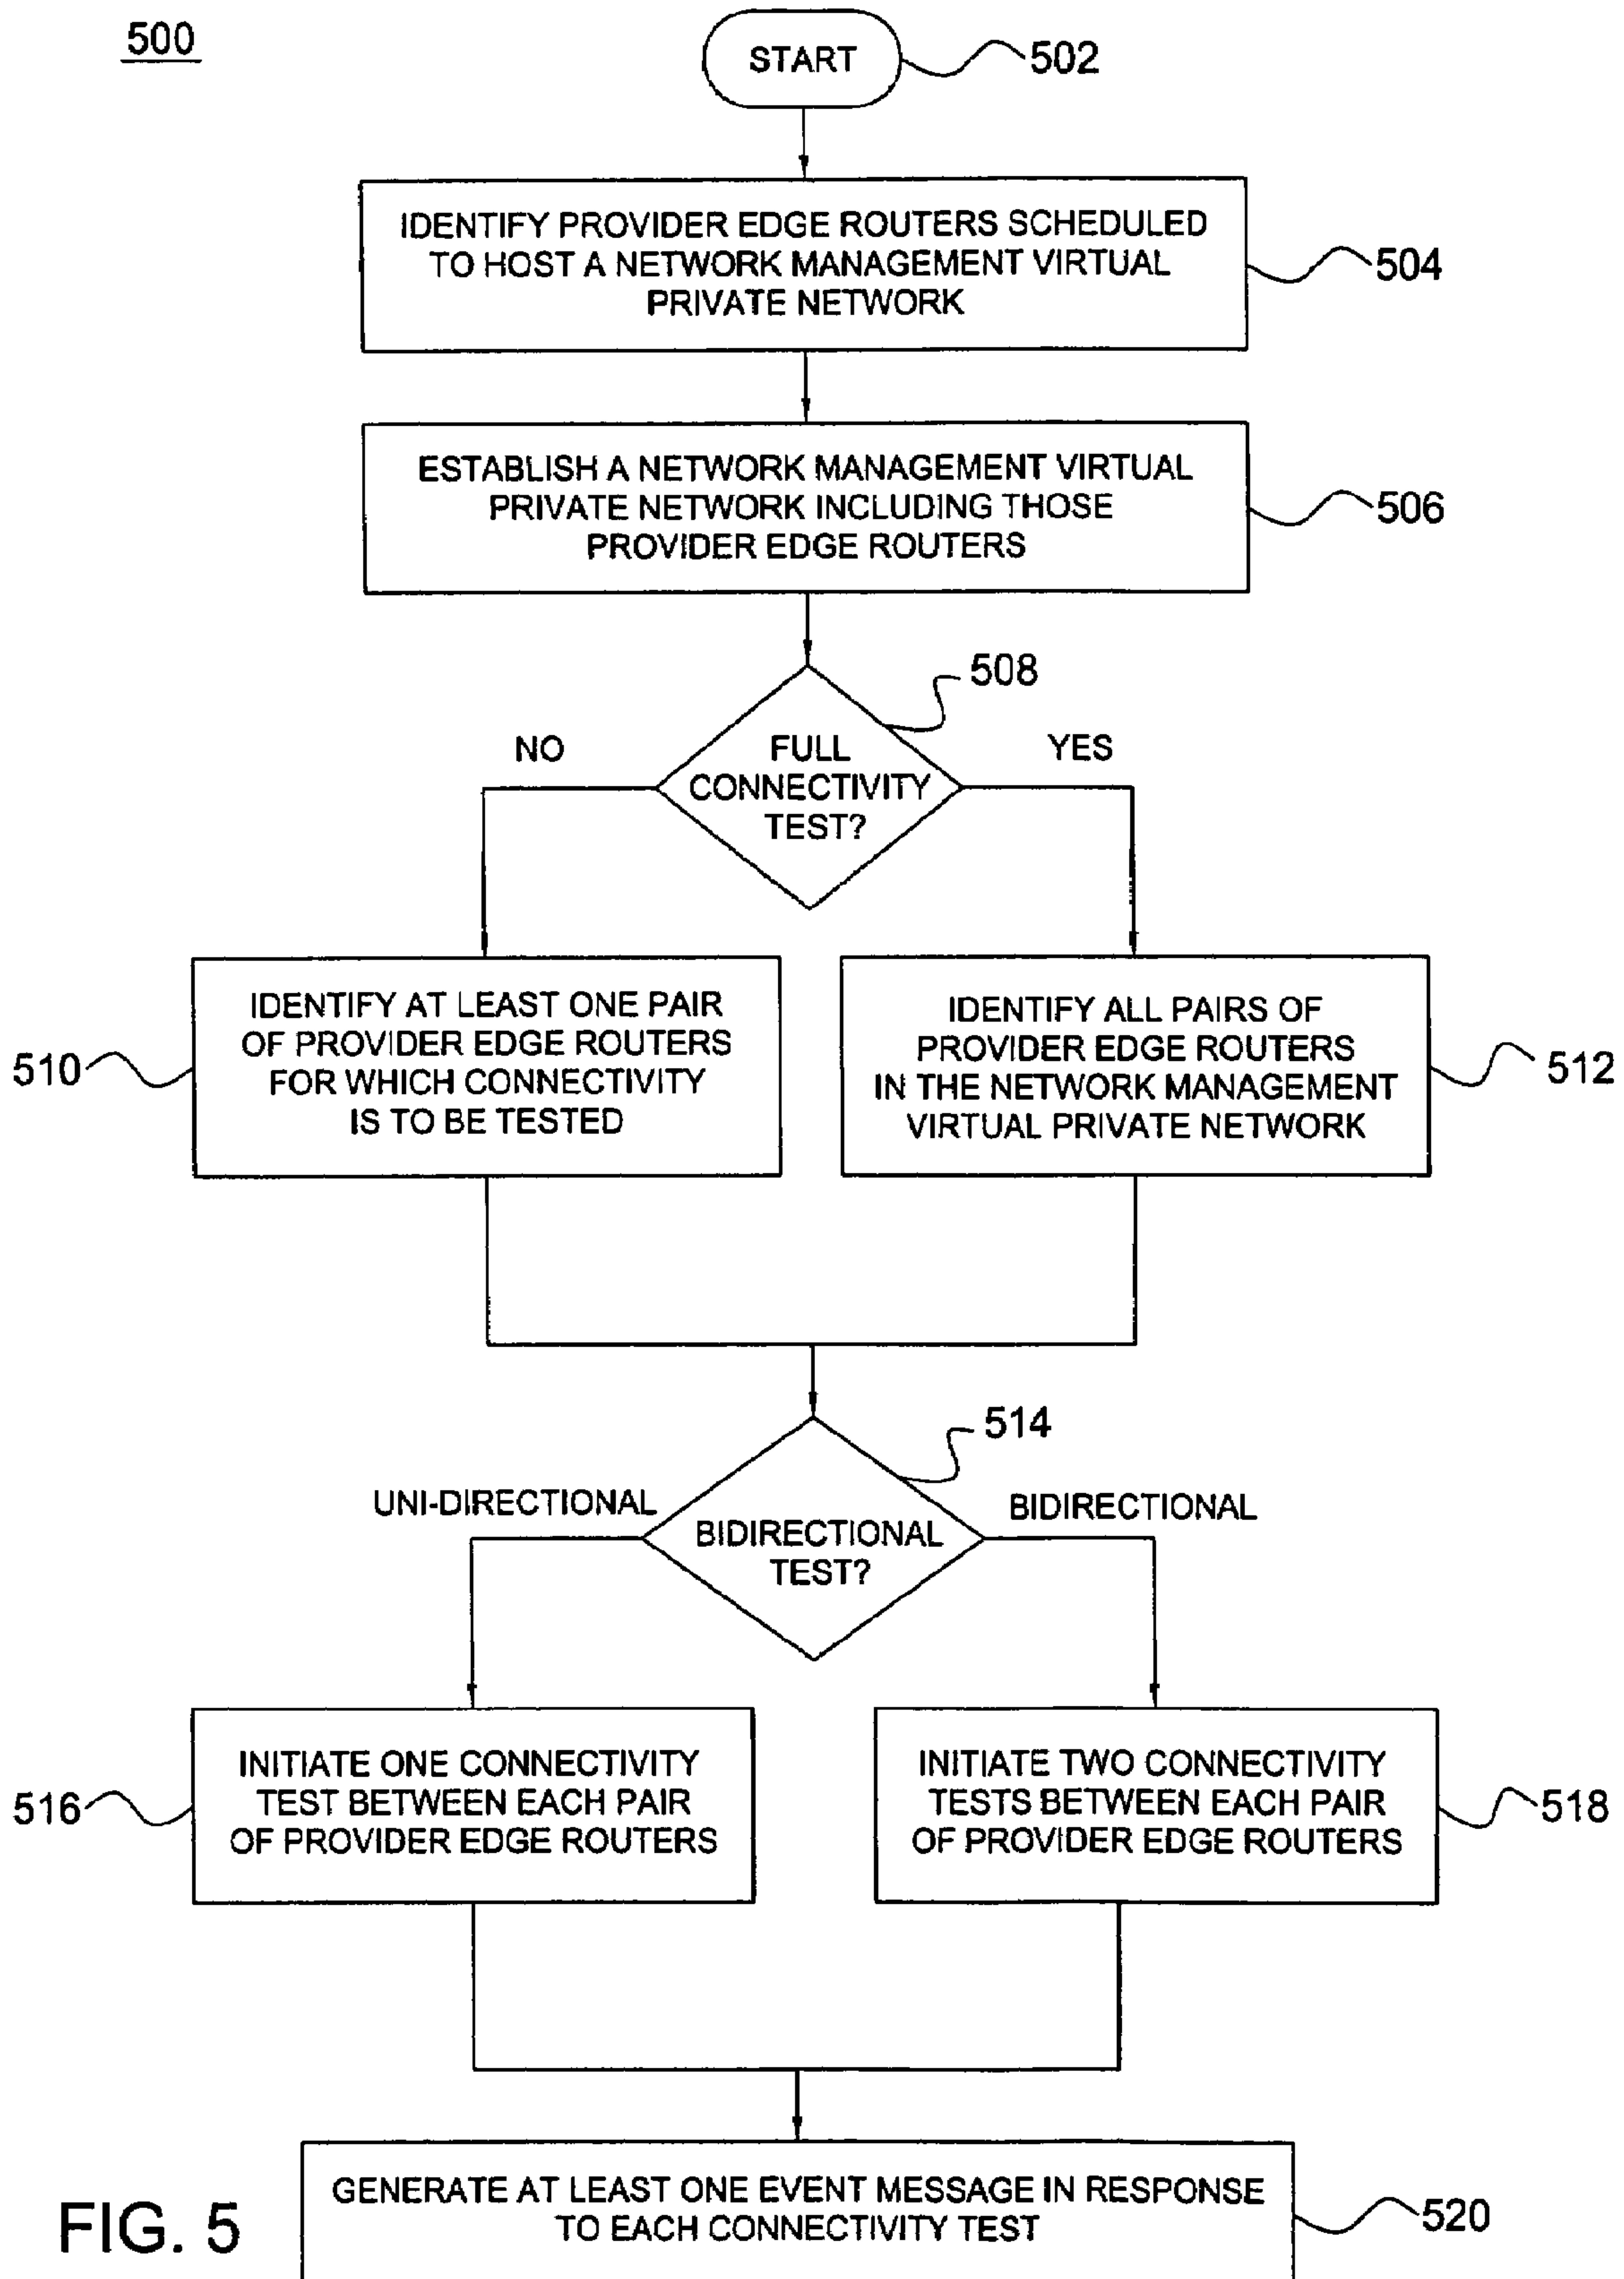 500
START
502
IDENTIFY PROVIDER EDGE ROUTERS SCHEDULED
TO HOST A NETWORK MANAGEMENT VIRTUAL
PRIVATE NETWORK
504
ESTABLISH A NETWORK MANAGEMENT VIRTUAL
PRIVATE NETWORK INCLUDING THOSE
PROVIDER EDGE ROUTERS
506
508
NO
FULL
CONNECTIVITY
TEST?
YES
IDENTIFY AT LEAST ONE PAIR
OF PROVIDER EDGE ROUTERS
FOR WHICH CONNECTIVITY
IS TO BE TESTED
510
IDENTIFY ALL PAIRS OF
PROVIDER EDGE ROUTERS
IN THE NETWORK MANAGEMENT
VIRTUAL PRIVATE NETWORK
512
514
UNI-DIRECTIONAL
BIDIRECTIONAL
TEST?
BIDIRECTIONAL
INITIATE ONE CONNECTIVITY
TEST BETWEEN EACH PAIR
OF PROVIDER EDGE ROUTERS
516
INITIATE TWO CONNECTIVITY
TESTS BETWEEN EACH PAIR
OF PROVIDER EDGE ROUTERS
518
GENERATE AT LEAST ONE EVENT MESSAGE IN RESPONSE
TO EACH CONNECTIVITY TEST
520
FIG. 5